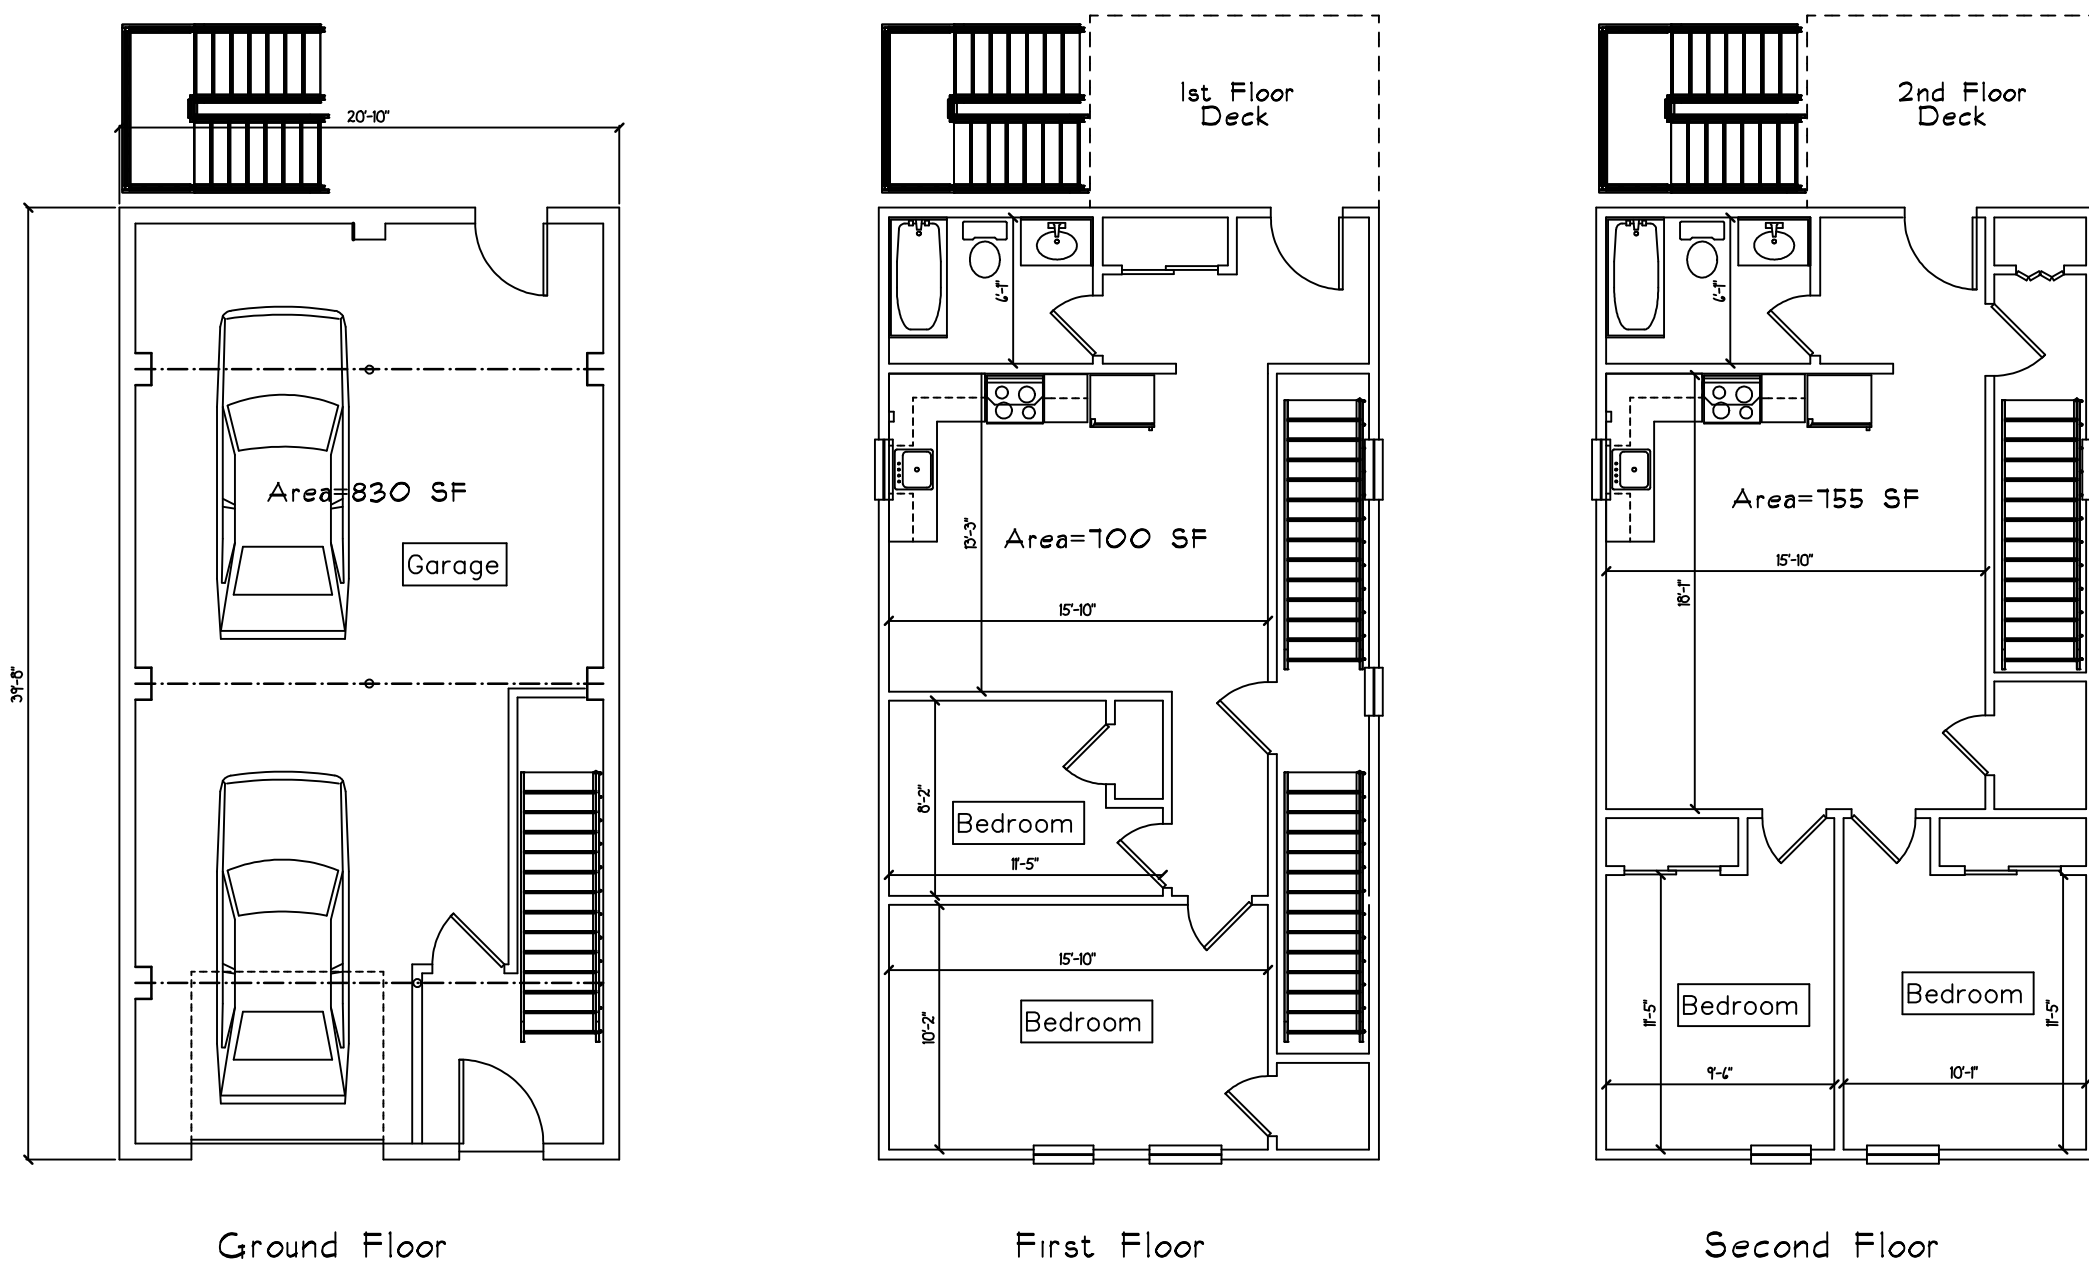 20'-10"
39'-8"
Area=830 SF
Garage
Ground Floor
1st Floor
Deck
6'-1"
13'-3"
Area=700 SF
15'-10"
8'-2"
Bedroom
11'-5"
15'-10"
10'-2"
Bedroom
First Floor
2nd Floor
Deck
6'-1"
Area=755 SF
15'-10"
18'-1"
Bedroom
Bedroom
11'-5"
11'-5"
9'-6"
10'-1"
Second Floor